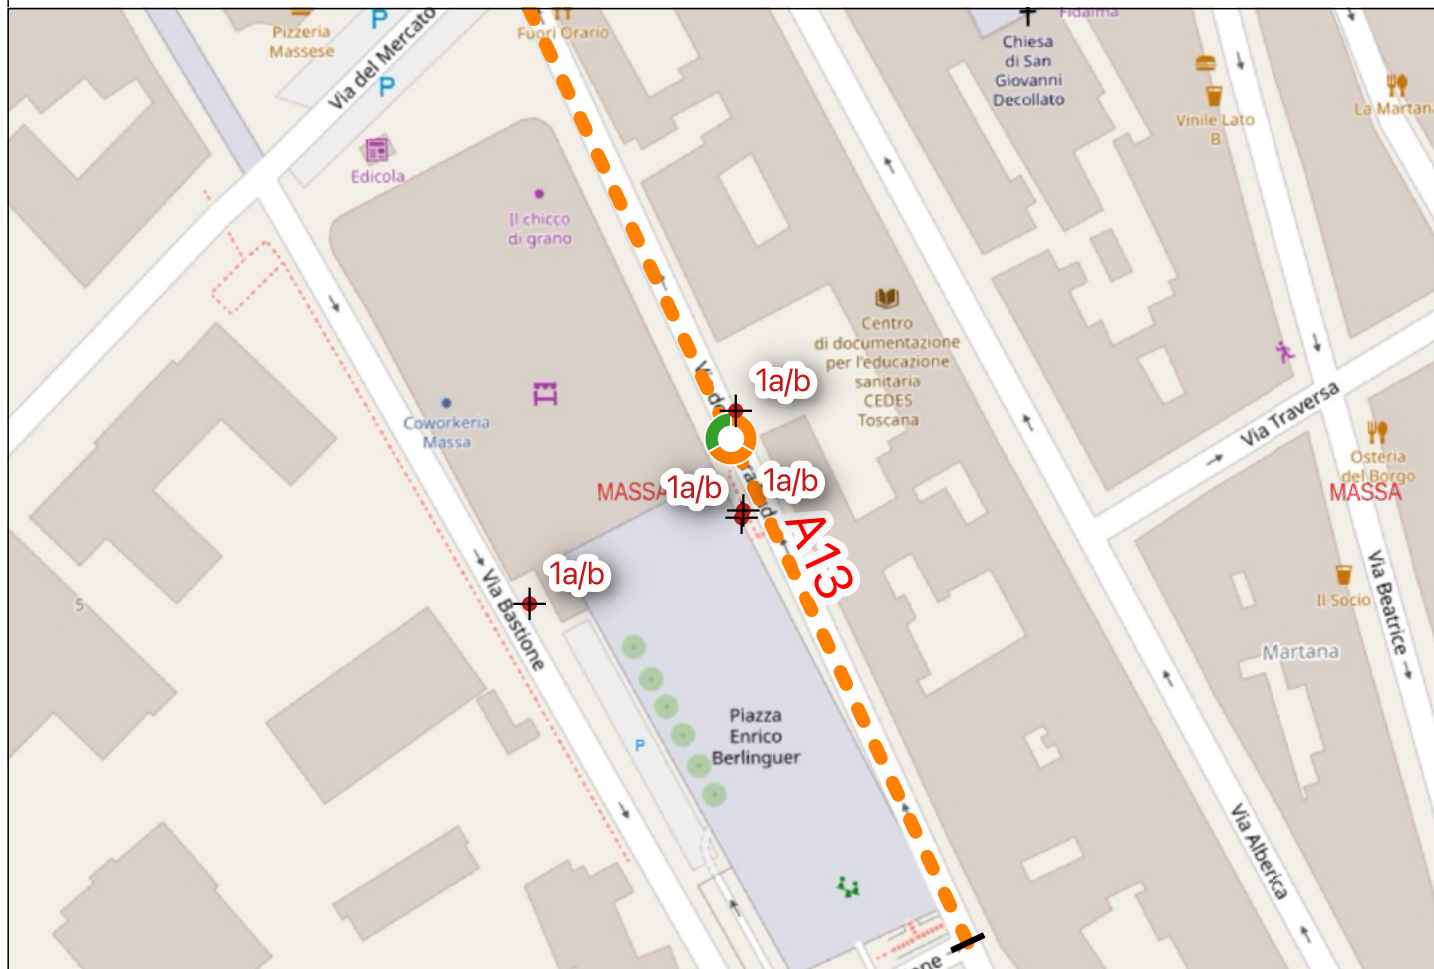 Pizzeria
Massese
P
Via del Mercato
P
Fuori Orario
Fidalma
Chiesa
di San
Giovanni
Decollato
Vinile Lato
B
La Martana
Edicola
Il chicco
di grano
Centro
di documentazione
per l'educazione
sanitaria
CEDES
Toscana
Coworkeria
Massa
1a/b
Via Traversa
Osteria
del Borgo
MASSA
1a/b
1a/b
MASSA
A13
1a/b
Via Bastione
5
Il Socio
Via Beatrice
Martana
Piazza
Enrico
Berlinguer
P
Via Alberica